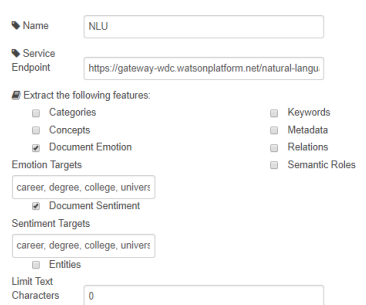 Name NLU
Service
Endpoint https://gateway-wdc.watsonplatform.net/natural-langu
Extract the following features:
Categories Keywords
Concepts Metadata
Document Emotion Relations
Emotion Targets Semantic Roles
career, degree, college, univers
Document Sentiment
Sentiment Targets
career, degree, college, univers
Entities
Limit Text
Characters 0